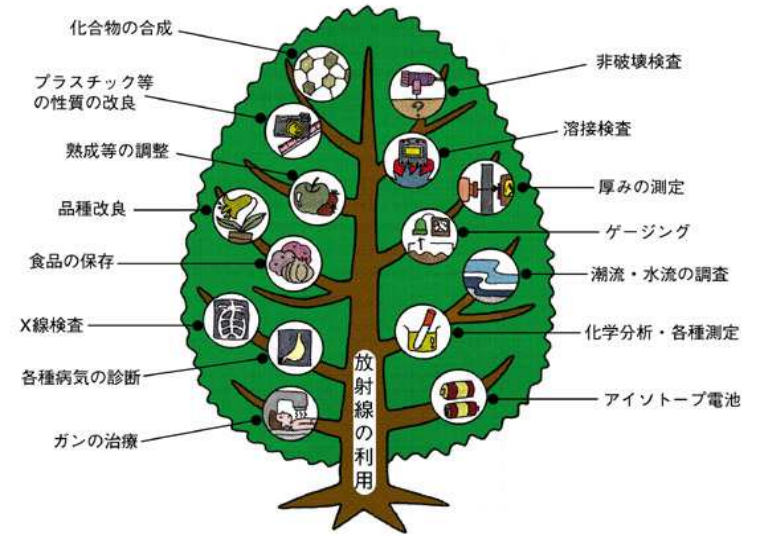 化合物の合成
プラスチック等
の性質の改良
熟成等の調整
品種改良
食品の保存
X線検査
各種病気の診断
ガンの治療
非破壊検査
溶接検査
厚みの測定
ゲージング
潮流・水流の調査
化学分析・各種測定
アイソトープ電池
放射線の利用
?